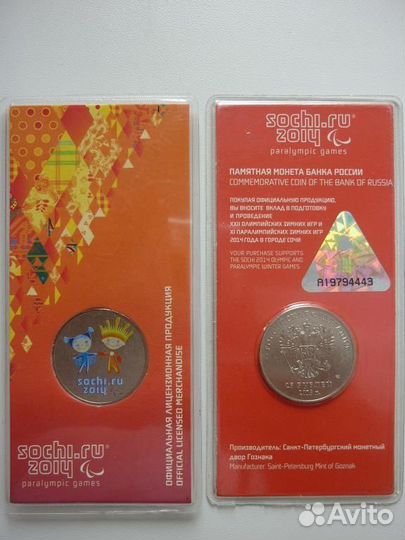 sochi.ru
2014
ОФИЦИАЛЬНАЯ ЛИЦЕНЗИОННАЯ ПРОДУКЦИЯ
OFFICIAL LICENSED MERCHANDISE
sochi.ru
2014
paralympic games
sochi.ru
2014
paralympic games
ПАМЯТНАЯ МОНЕТА БАНКА РОССИИ
COMMEMORATIVE COIN OF THE BANK OF RUSSIA
ПОКУПАЯ ОФИЦИАЛЬНУЮ ПРОДУКЦИЮ,
ВЫ ВНОСИТЕ ВКЛАД В ПОДГОТОВКУ
И ПРОВЕДЕНИЕ
XXII ОЛИМПИЙСКИХ ЗИМНИХ ИГР И
XI ПАРАЛИМПИЙСКИХ ЗИМНИХ ИГР
2014 ГОДА В ГОРОДЕ СОЧИ
YOUR PURCHASE SUPPORTS
THE SOCHI 2014 OLYMPIC AND
PARALYMPIC WINTER GAMES
A19794443
25 РУБЛЕЙ
Производитель: Санкт-Петербургский монетный
двор Гознака
Manufacturer: Saint-Petersburg Mint of Goznak
Avito